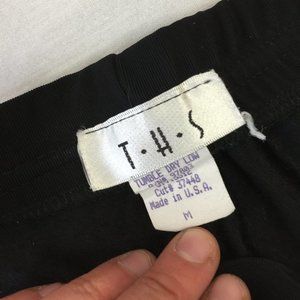 T·H·S
TUMBLE DRY LOW
Cut# 37448
Made in U.S.A.
M